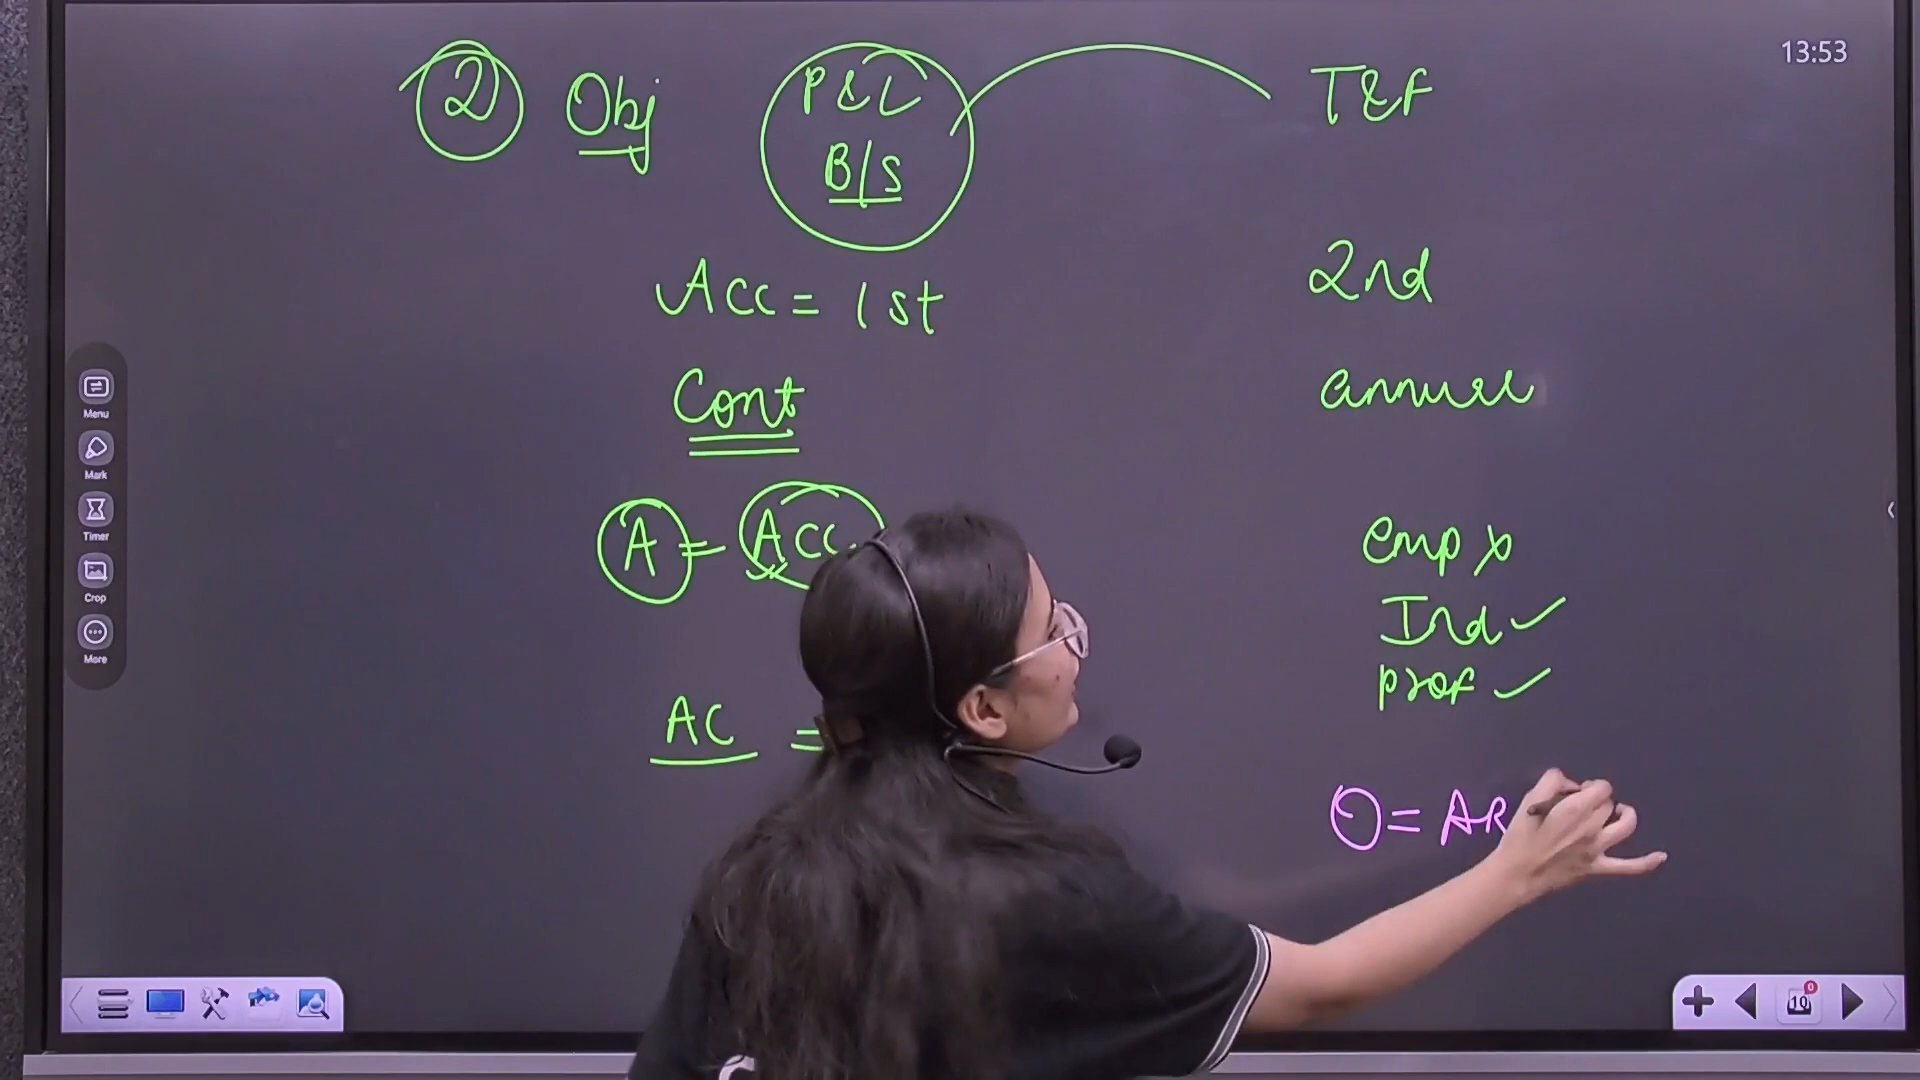 13:53
② Obj P&L T&F
B/S
Acc = 1st 2nd
Cont annual
A = Acc
emp x
Ind ✓
Prof ✓
AC =
O = AR
Menu
Mark
Timer
Crop
More
10
0